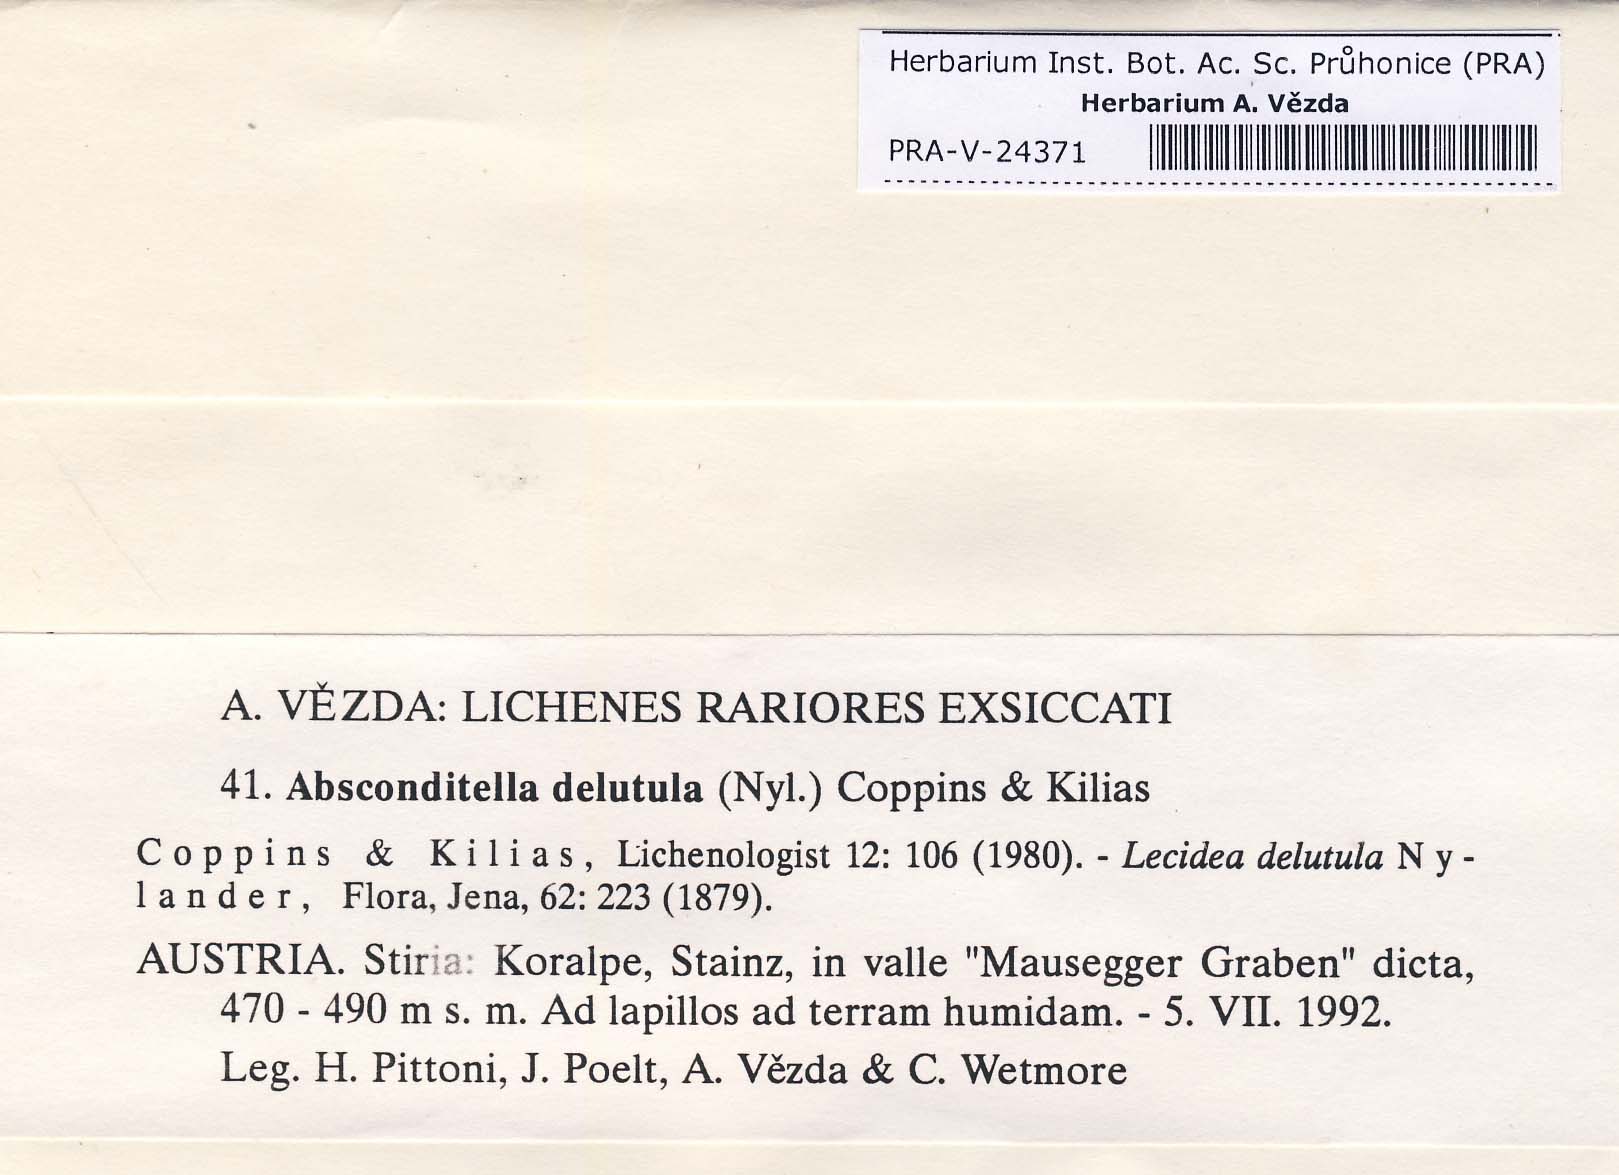 Herbarium Inst. Bot. Ac. Sc. Průhonice (PRA)
Herbarium A. Vězda
PRA-V-24371
A. VĚZDA: LICHENES RARIORES EXSICCATI
41. Absconditella delutula (Nyl.) Coppins & Kilias
Coppins & Kilias, Lichenologist 12: 106 (1980). - Lecidea delutula Ny-
lander, Flora, Jena, 62: 223 (1879).
AUSTRIA. Stiria: Koralpe, Stainz, in valle "Mausegger Graben" dicta,
470 - 490 m s. m. Ad lapillos ad terram humidam. - 5. VII. 1992.
Leg. H. Pittoni, J. Poelt, A. Vězda & C. Wetmore